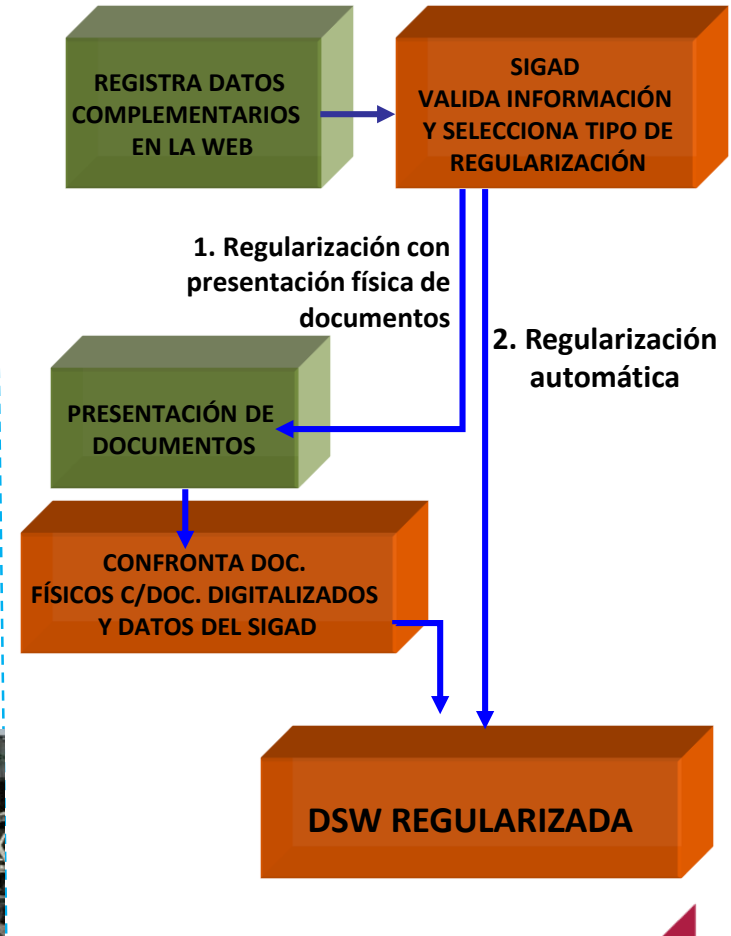 REGISTRA DATOS
COMPLEMENTARIOS
EN LA WEB
SIGAD
VALIDA INFORMACIÓN
Y SELECCIONA TIPO DE
REGULARIZACIÓN
1. Regularización con
presentación física de
documentos
2. Regularización
automática
PRESENTACIÓN DE
DOCUMENTOS
CONFRONTA DOC.
FÍSICOS C/DOC. DIGITALIZADOS
Y DATOS DEL SIGAD
DSW REGULARIZADA